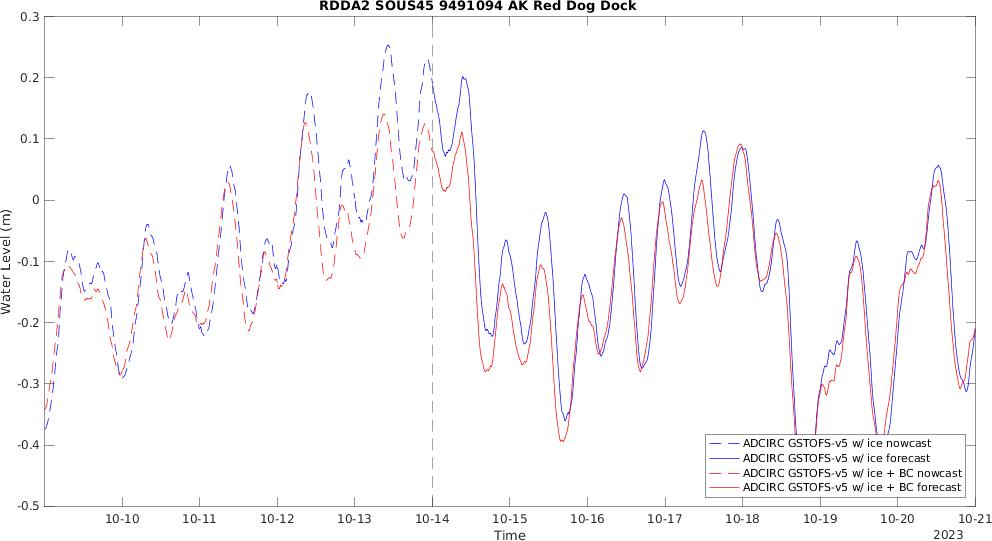 RDDA2 SOUS45 9491094 AK Red Dog Dock
0.3
0.2
0.1
0
-0.1
-0.2
-0.3
-0.4
-0.5
Water Level (m)
ADCIRC GSTOFS-v5 w/ ice nowcast
ADCIRC GSTOFS-v5 w/ ice forecast
ADCIRC GSTOFS-v5 w/ ice + BC nowcast
ADCIRC GSTOFS-v5 w/ ice + BC forecast
10-10 10-11 10-12 10-13 10-14 10-15 10-16 10-17 10-18 10-19 10-20 10-21
Time 2023